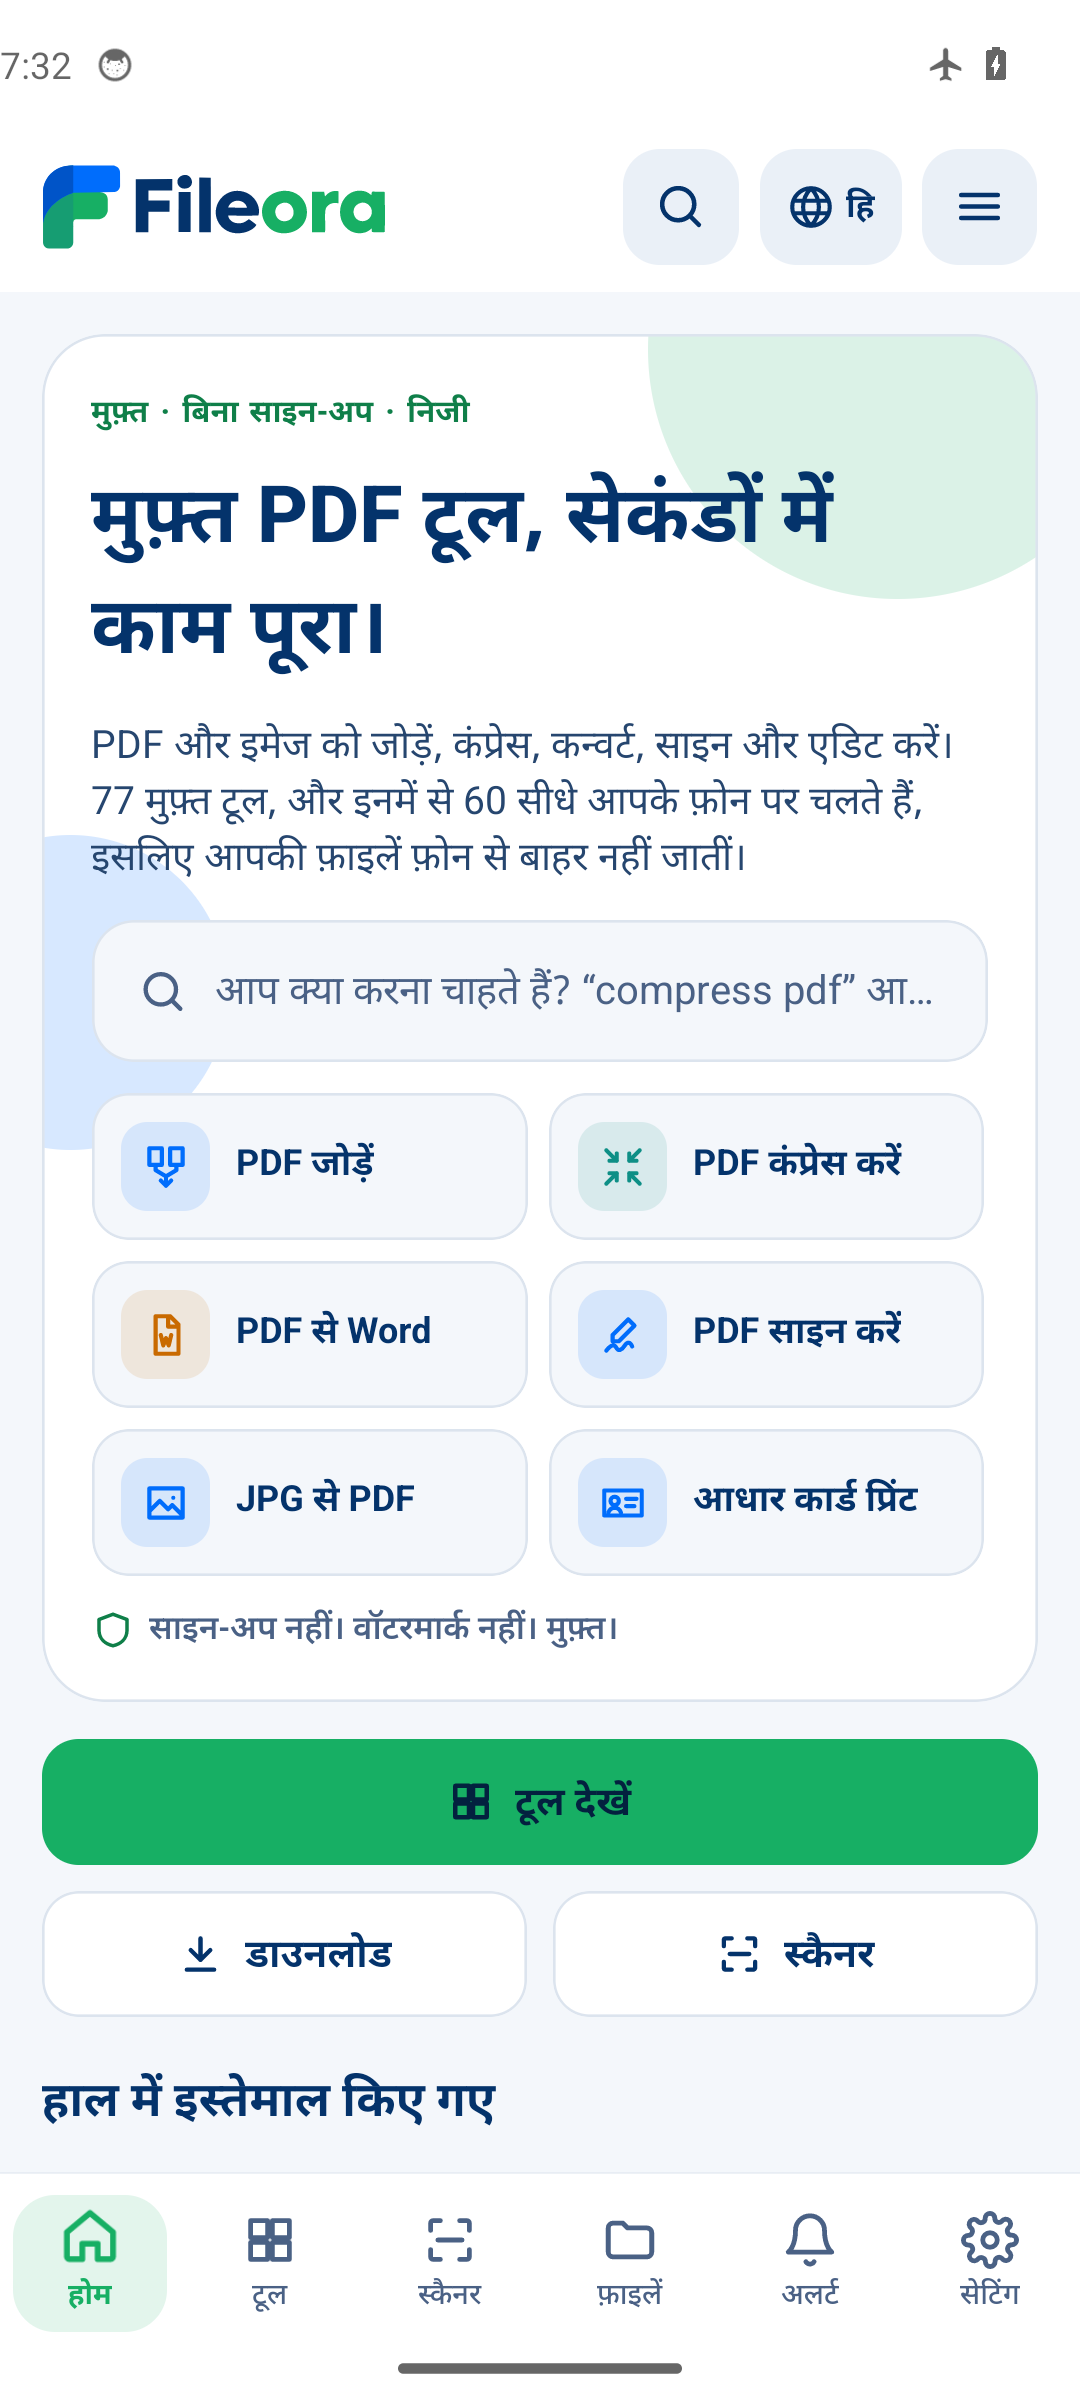 7:32
Fileora
हि
मुफ़्त · बिना साइन-अप · निजी
मुफ़्त PDF टूल, सेकंडों में
काम पूरा।
PDF और इमेज को जोड़ें, कंप्रेस, कन्वर्ट, साइन और एडिट करें।
77 मुफ़्त टूल, और इनमें से 60 सीधे आपके फ़ोन पर चलते हैं,
इसलिए आपकी फ़ाइलें फ़ोन से बाहर नहीं जातीं।
आप क्या करना चाहते हैं? “compress pdf” आ…
PDF जोड़ें
PDF कंप्रेस करें
PDF से Word
PDF साइन करें
JPG से PDF
आधार कार्ड प्रिंट
साइन-अप नहीं। वॉटरमार्क नहीं। मुफ़्त।
टूल देखें
डाउनलोड
स्कैनर
हाल में इस्तेमाल किए गए
होम
टूल
स्कैनर
फ़ाइलें
अलर्ट
सेटिंग